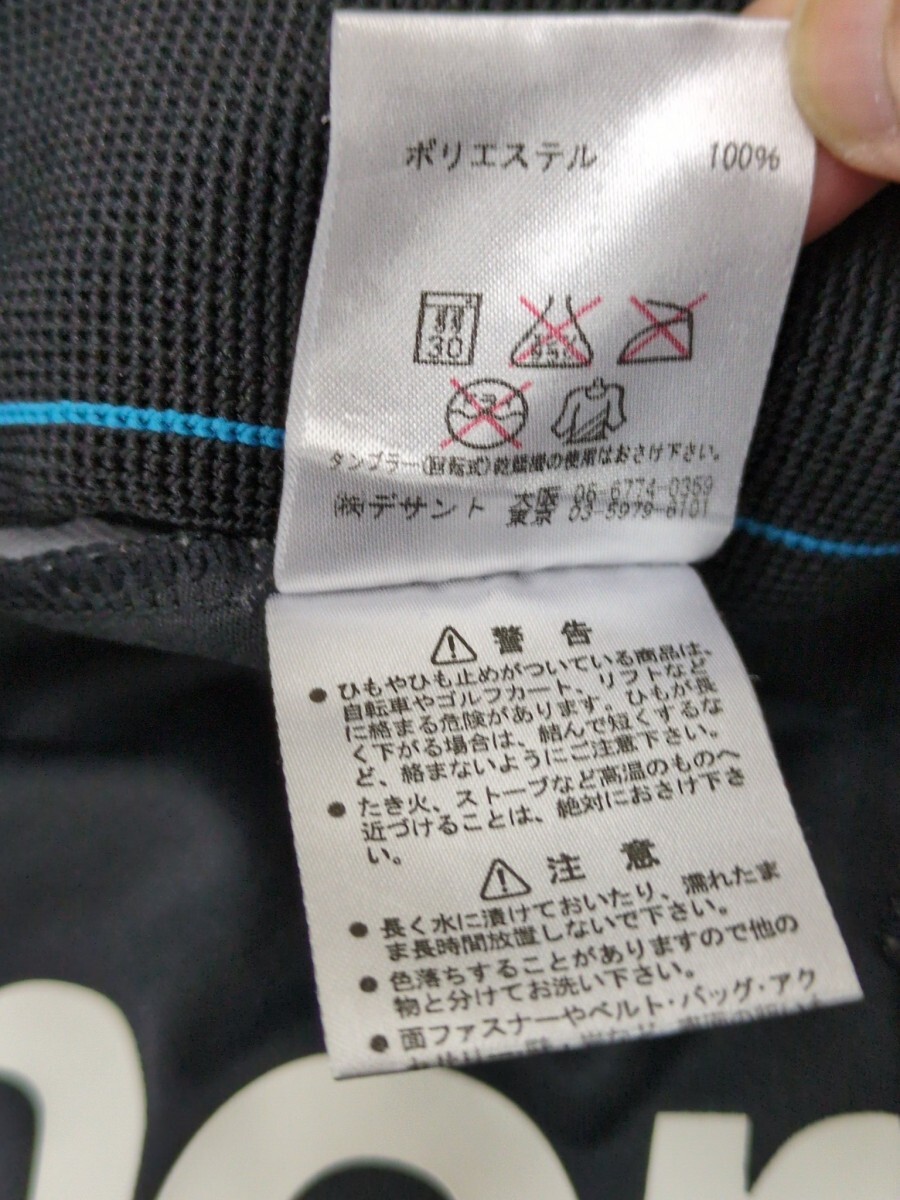 ポリエステル 100%
30
タンブラー(回転式)乾燥機の使用はおさけ下さい。
㈱デサント 大阪 06-6774-0359
東京 03-5979-6101
警告
● ひもやひも止めがついている商品は、
自転車やゴルフカート、リフトなど
に絡まる危険があります。ひもが長
く下がる場合は、結んで短くするな
ど、絡まないようにご注意下さい。
● たき火、ストーブなど高温のものへ
近づけることは、絶対におさけ下さ
い。
注意
● 長く水に漬けておいたり、濡れたま
ま長時間放置しないで下さい。
● 色落ちすることがありますので他の
物と分けてお洗い下さい。
● 面ファスナーやベルト・バッグ・アク